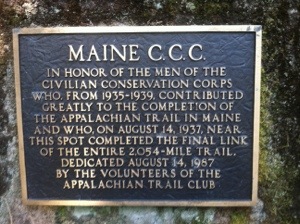 MAINE C.C.C.
IN HONOR OF THE MEN OF THE
CIVILIAN CONSERVATION CORPS
WHO, FROM 1935-1939, CONTRIBUTED
GREATLY TO THE COMPLETION OF
THE APPALACHIAN TRAIL IN MAINE
AND WHO, ON AUGUST 14, 1937, NEAR
THIS SPOT COMPLETED THE FINAL LINK
OF THE ENTIRE 2,054-MILE TRAIL.
DEDICATED AUGUST 14, 1987
BY THE VOLUNTEERS OF THE
APPALACHIAN TRAIL CLUB